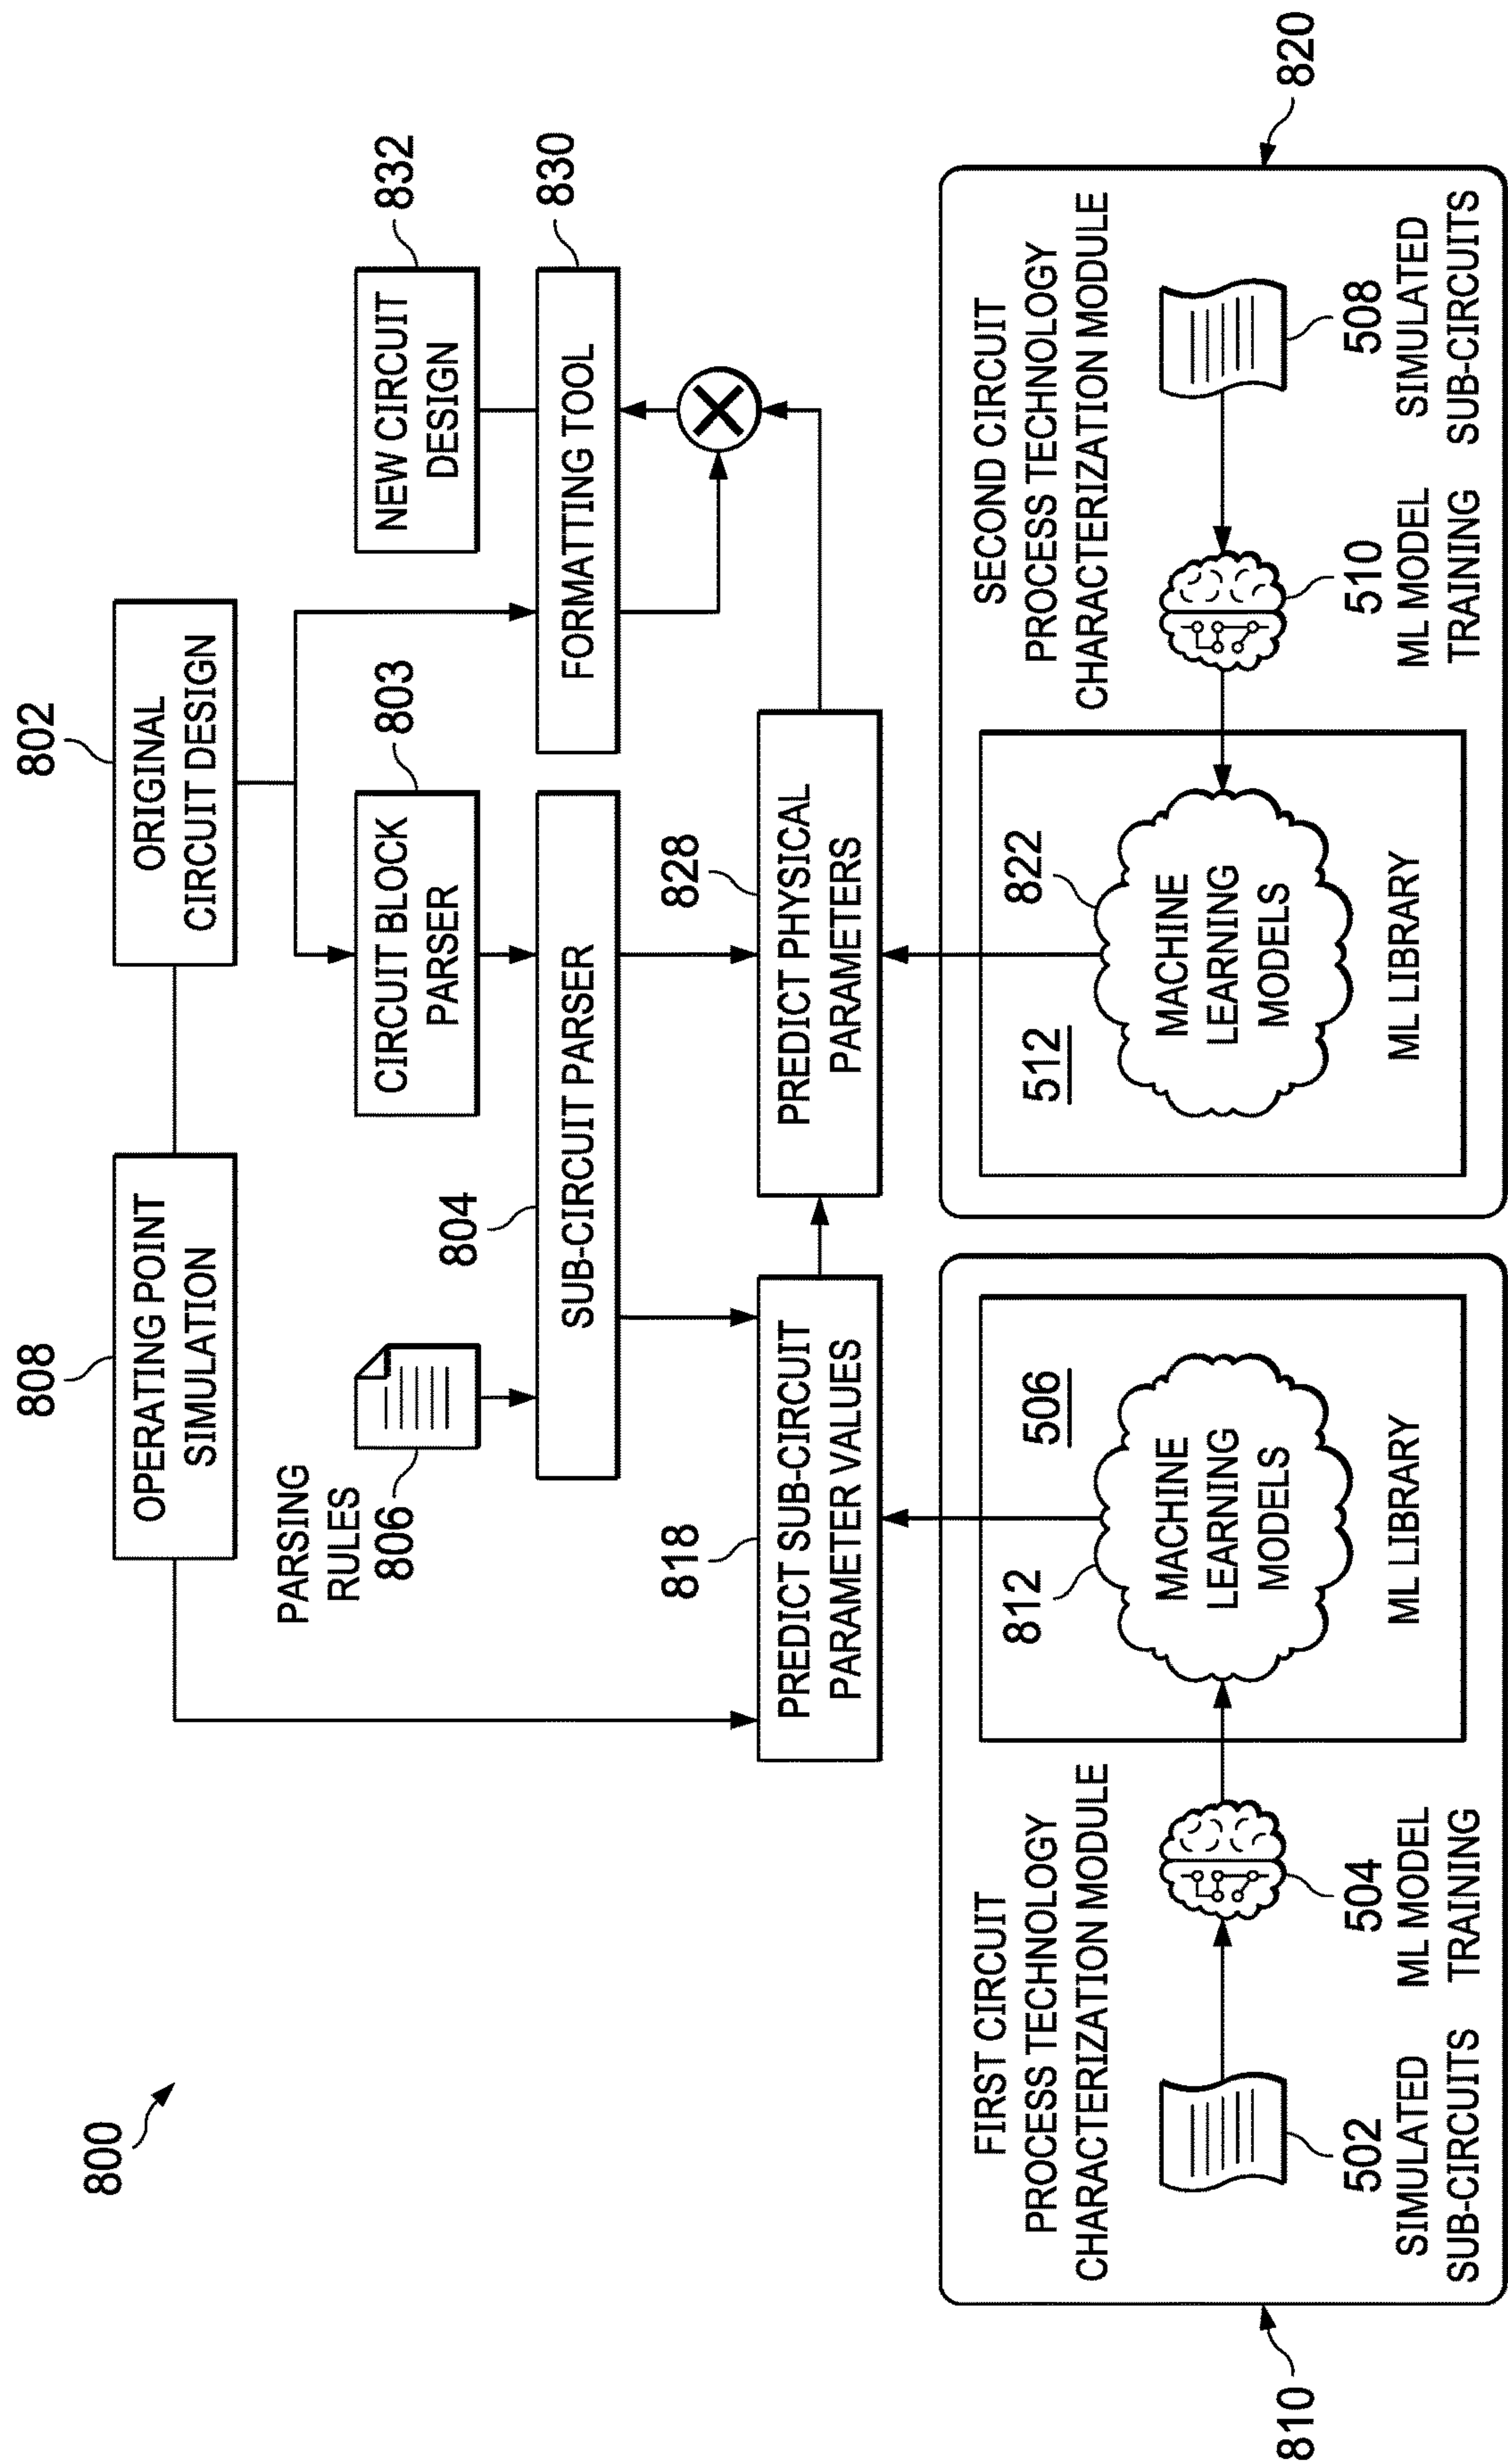 800
808
OPERATING POINT
SIMULATION
802
ORIGINAL
CIRCUIT DESIGN
PARSING
RULES
806
CIRCUIT BLOCK
PARSER
803
NEW CIRCUIT
DESIGN
832
804
SUB-CIRCUIT PARSER
FORMATTING TOOL
830
818
PREDICT SUB-CIRCUIT
PARAMETER VALUES
828
PREDICT PHYSICAL
PARAMETERS
810
FIRST CIRCUIT
PROCESS TECHNOLOGY
CHARACTERIZATION MODULE
502
SIMULATED
SUB-CIRCUITS
504
ML MODEL
TRAINING
812
506
MACHINE
LEARNING
MODELS
ML LIBRARY
820
SECOND CIRCUIT
PROCESS TECHNOLOGY
CHARACTERIZATION MODULE
512
822
MACHINE
LEARNING
MODELS
ML LIBRARY
510
ML MODEL
TRAINING
508
SIMULATED
SUB-CIRCUITS